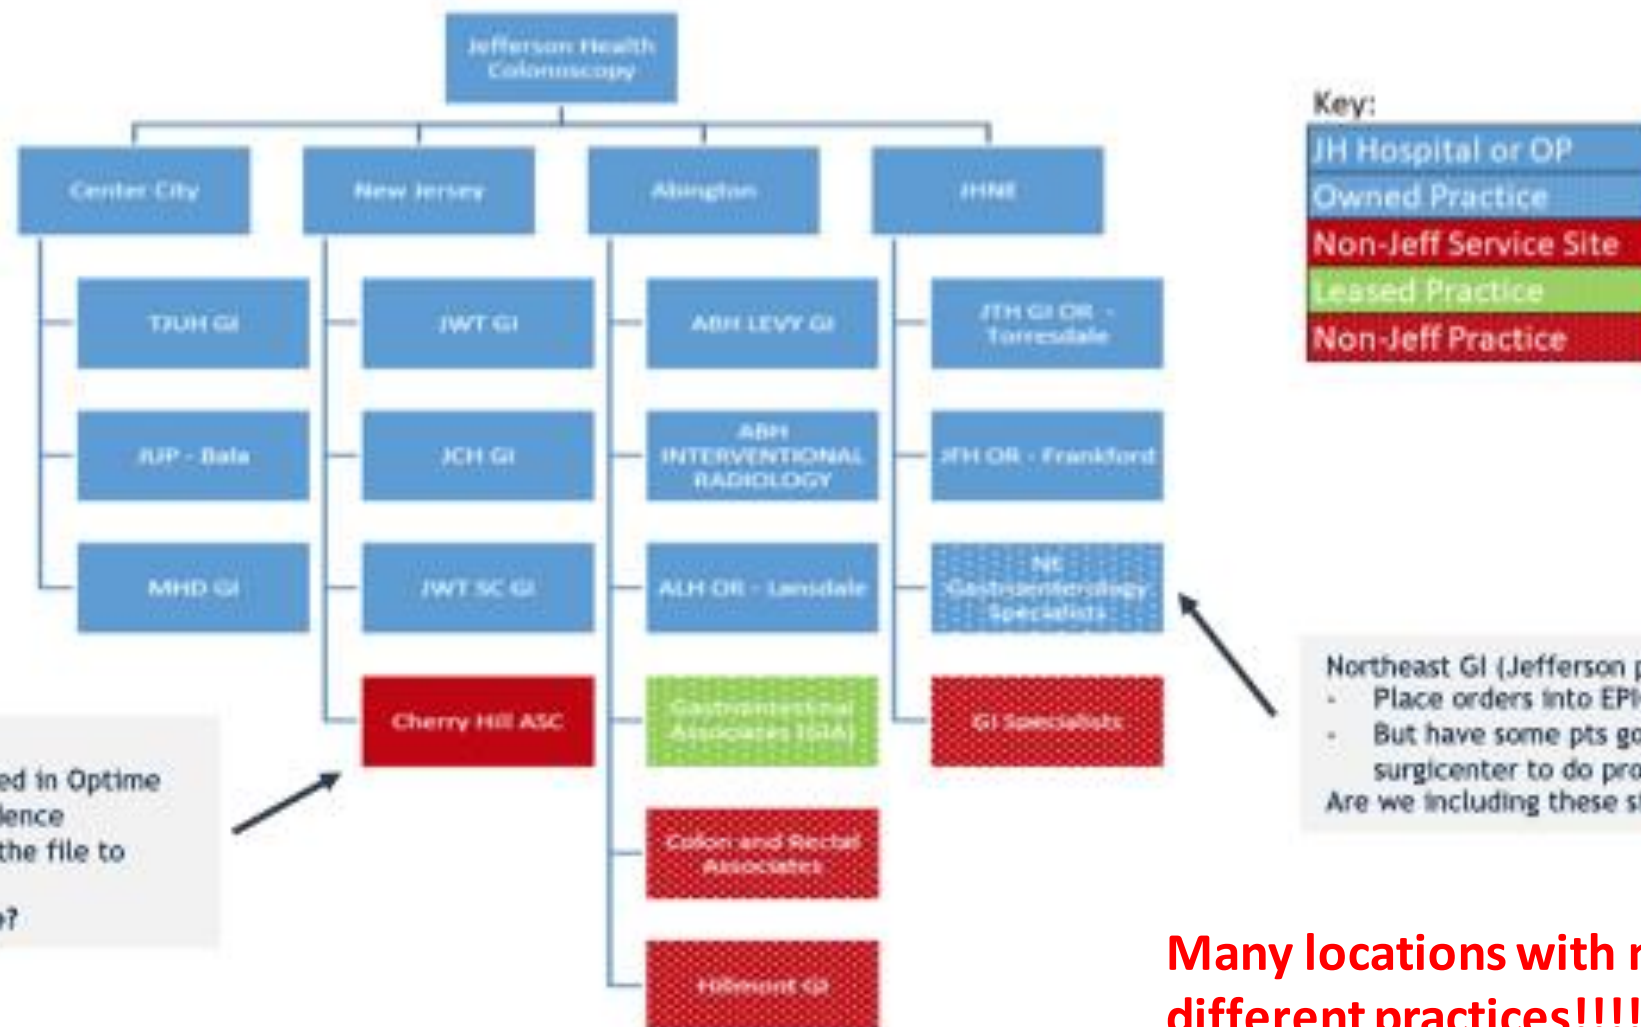 Jefferson Health
Colonoscopy
Key:
JH Hospital or OP
Owned Practice
Non-Jeff Service Site
Leased Practice
Non-Jeff Practice
Center City
New Jersey
Abington
JHNE
TJUH GI
JWT GI
ABH LEVY GI
JTH GI OR -
Torresdale
JUP - Bala
JCH GI
ABH
INTERVENTIONAL
RADIOLOGY
JFH OR - Frankford
MHD GI
JWT SC GI
ALH OR - Lansdale
NE
Gastroenterology
Specialists
Cherry Hill ASC
Gastrointestinal
Associates (GIA)
GI Specialists
Colon and Rectal
Associates
Hillmont GI
ed in Optime
dence
the file to
?
Northeast GI (Jefferson p
- Place orders into EPI
- But have some pts go
surgicenter to do pro
Are we including these si
Many locations with
different practices!!!!